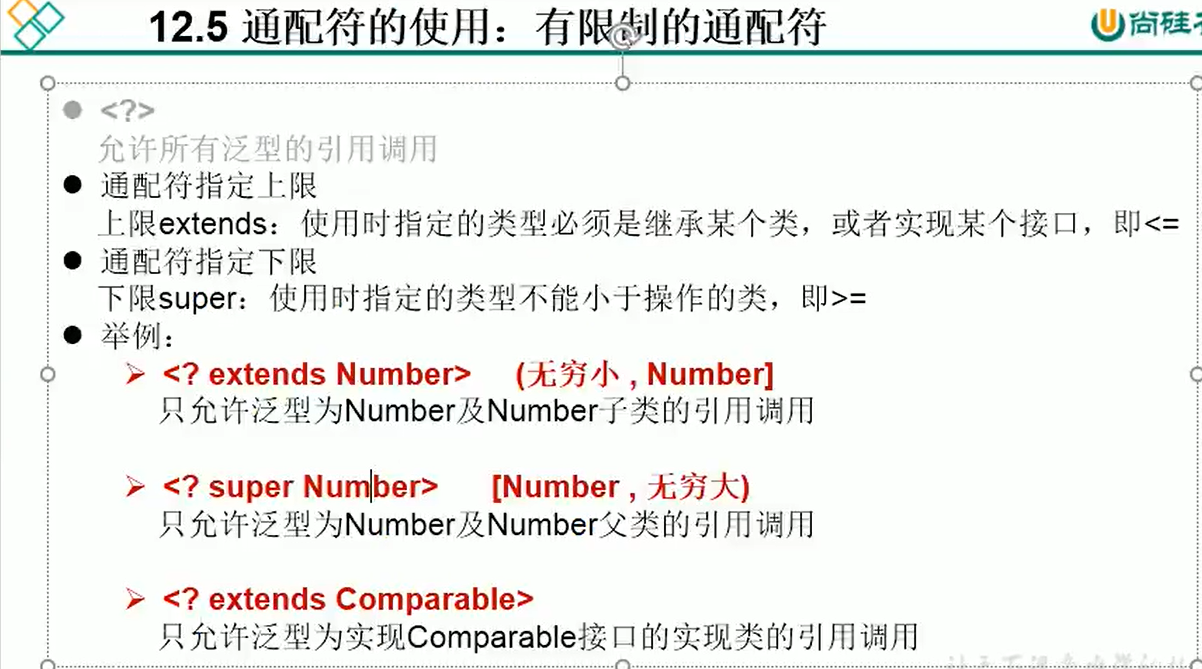 12.5 通配符的使用：有限制的通配符
尚硅
● <?>
允许所有泛型的引用调用
● 通配符指定上限
上限extends：使用时指定的类型必须是继承某个类，或者实现某个接口，即<=
● 通配符指定下限
下限super：使用时指定的类型不能小于操作的类，即>=
● 举例：
➢ <? extends Number> (无穷小 , Number]
只允许泛型为Number及Number子类的引用调用
➢ <? super Number> [Number , 无穷大)
只允许泛型为Number及Number父类的引用调用
➢ <? extends Comparable>
只允许泛型为实现Comparable接口的实现类的引用调用